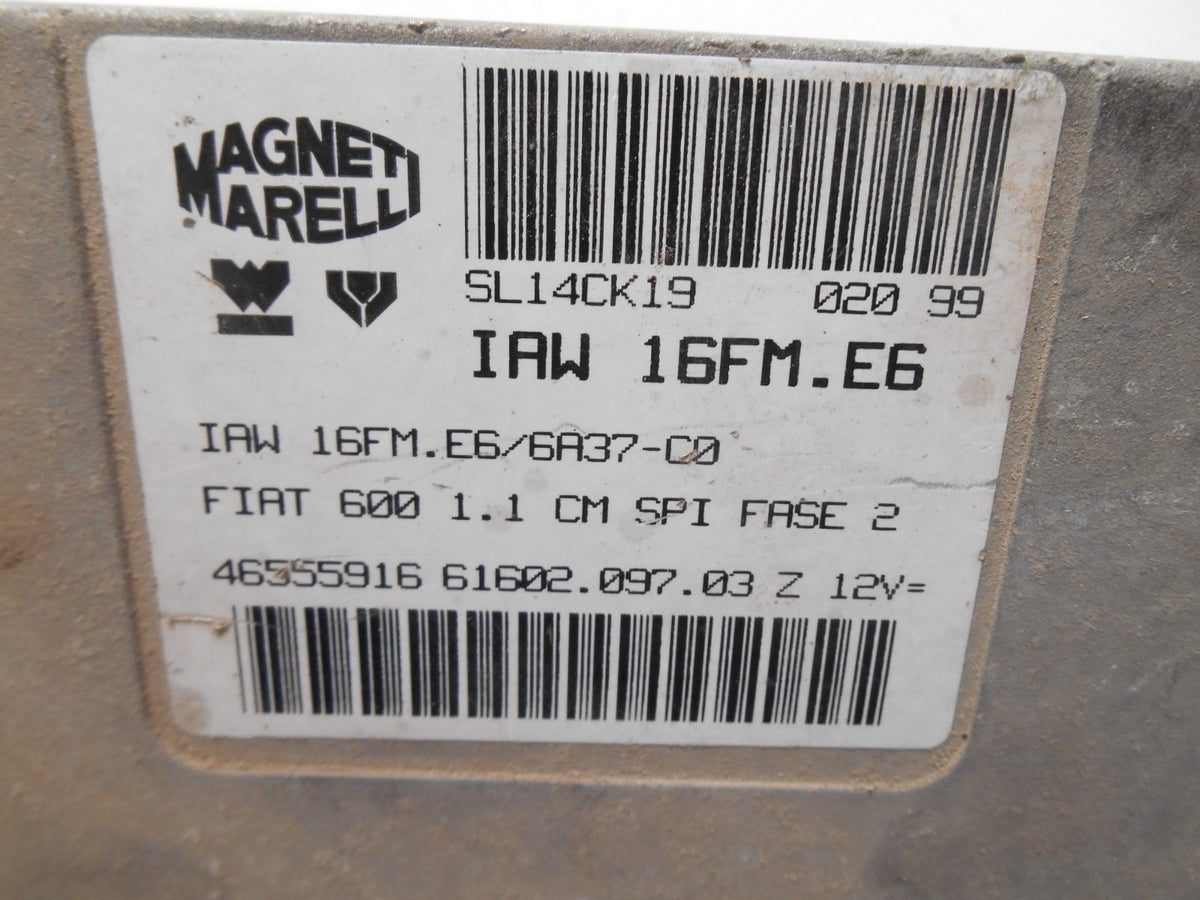 MAGNETI
MARELLI
SL14CK19 020 99
IAW 16FM.E6
IAW 16FM.E6/6A37-C0
FIAT 600 1.1 CM SPI FASE 2
46555916 61602.097.03 Z 12V=